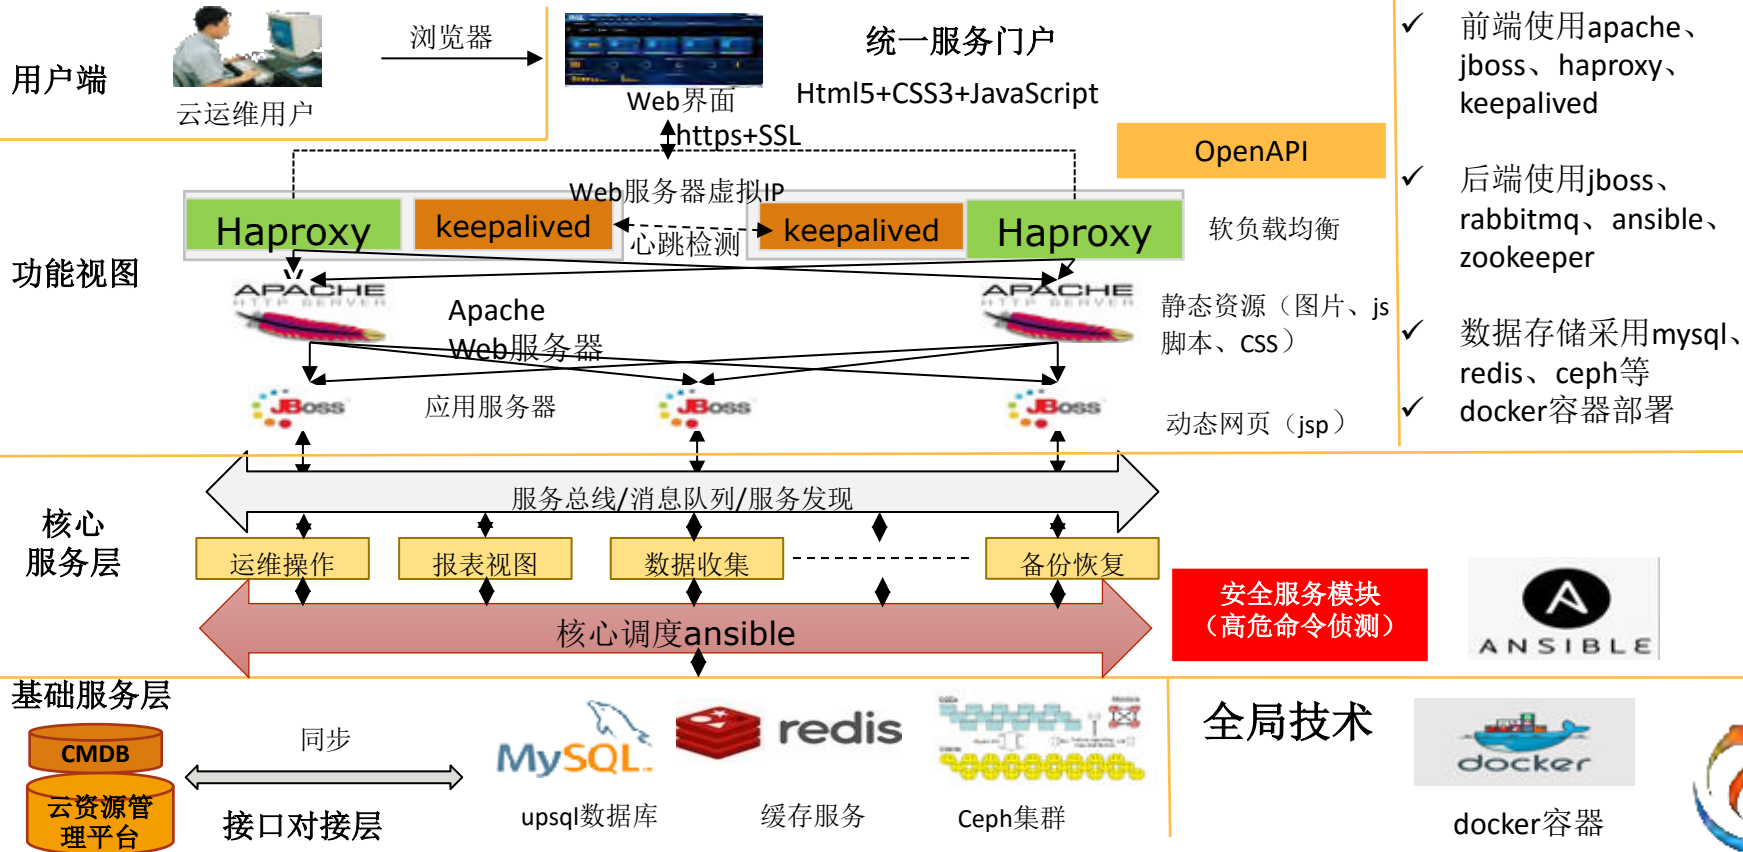 用户端
云运维用户
浏览器
Web界面
统一服务门户
Html5+CSS3+JavaScript
https+SSL
OpenAPI
功能视图
Web服务器虚拟IP
Haproxy
keepalived
心跳检测
keepalived
Haproxy
软负载均衡
APACHE
HTTP SERVER
Apache
Web服务器
APACHE
HTTP SERVER
静态资源（图片、js
脚本、CSS）
JBoss
应用服务器
JBoss
JBoss
动态网页（jsp）
✓ 前端使用apache、
jboss、haproxy、
keepalived
✓ 后端使用jboss、
rabbitmq、ansible、
zookeeper
✓ 数据存储采用mysql、
redis、ceph等
✓ docker容器部署
核心
服务层
服务总线/消息队列/服务发现
运维操作
报表视图
数据收集
备份恢复
核心调度ansible
安全服务模块
（高危命令侦测）
ANSIBLE
基础服务层
CMDB
云资源管
理平台
同步
接口对接层
MySQL
upsql数据库
redis
缓存服务
Ceph集群
全局技术
docker
docker容器